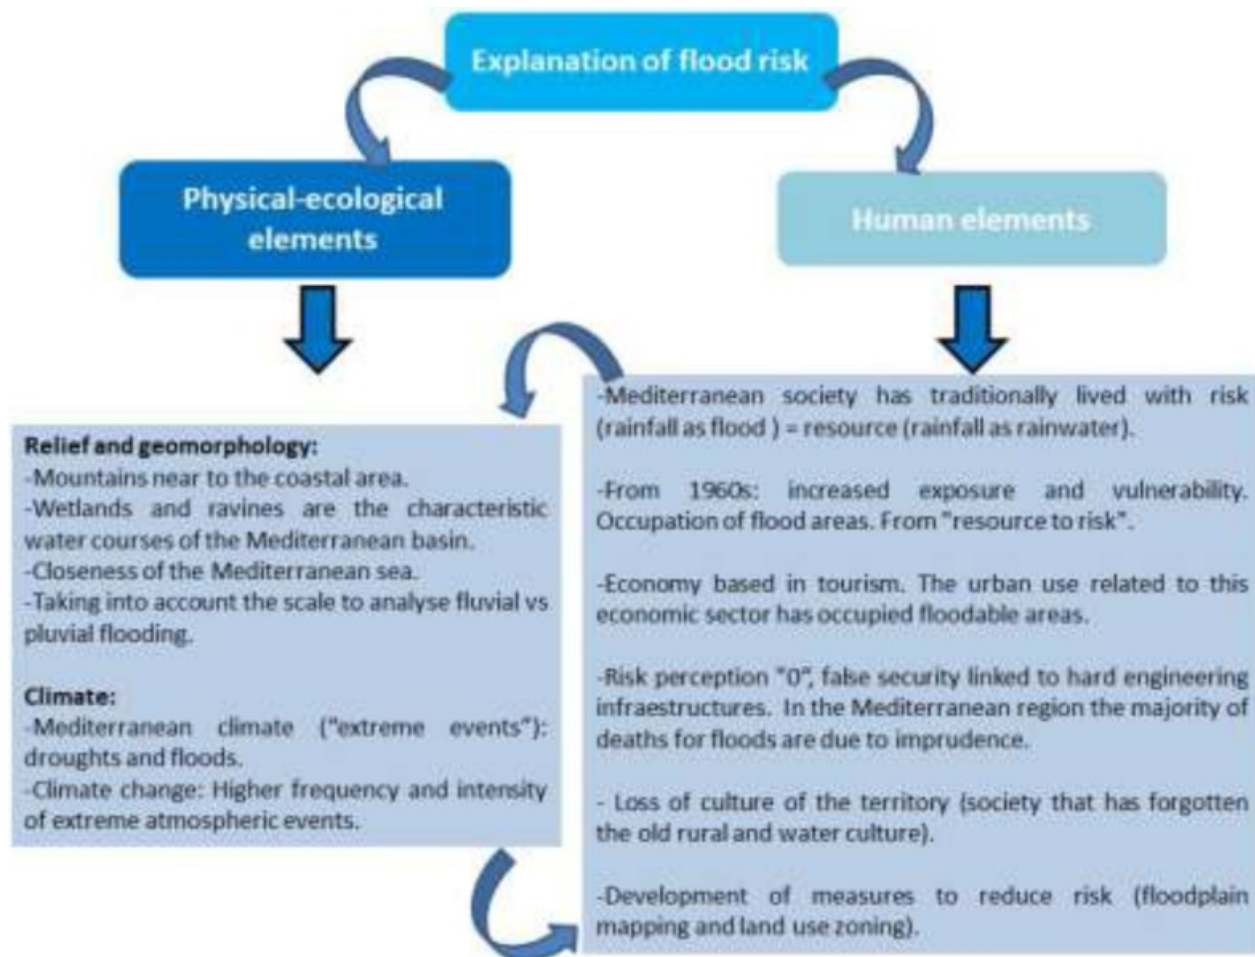 Explanation of flood risk
Physical-ecological
elements
Human elements
Relief and geomorphology:
-Mountains near to the coastal area.
-Wetlands and ravines are the characteristic
water courses of the Mediterranean basin.
-Closeness of the Mediterranean sea.
-Taking into account the scale to analyse fluvial vs
pluvial flooding.
Climate:
-Mediterranean climate ("extreme events"):
droughts and floods.
-Climate change: Higher frequency and intensity
of extreme atmospheric events.
-Mediterranean society has traditionally lived with risk
(rainfall as flood ) = resource (rainfall as rainwater).
-From 1960s: increased exposure and vulnerability.
Occupation of flood areas. From "resource to risk".
-Economy based in tourism. The urban use related to this
economic sector has occupied floodable areas.
-Risk perception "0", false security linked to hard engineering
infraestructures. In the Mediterranean region the majority of
deaths for floods are due to imprudence.
- Loss of culture of the territory (society that has forgotten
the old rural and water culture).
-Development of measures to reduce risk (floodplain
mapping and land use zoning).